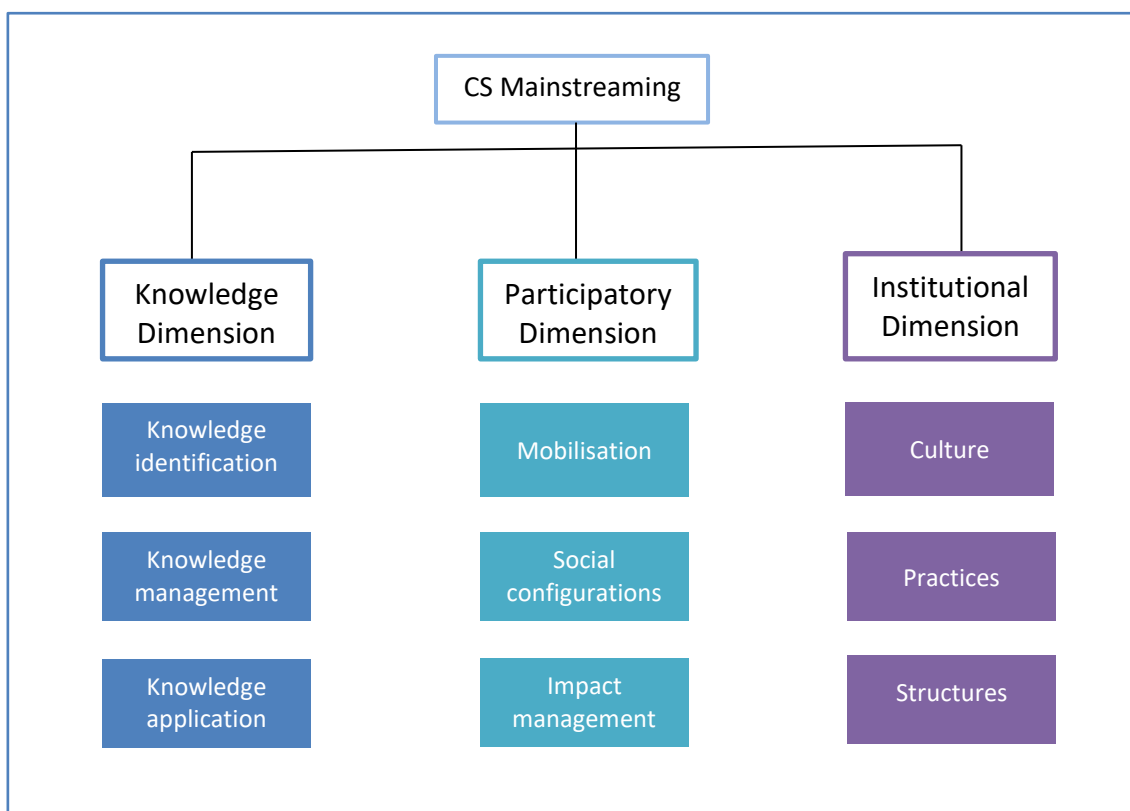 CS Mainstreaming
Knowledge
Dimension
Participatory
Dimension
Institutional
Dimension
Knowledge
identification
Mobilisation
Culture
Knowledge
management
Social
configurations
Practices
Knowledge
application
Impact
management
Structures